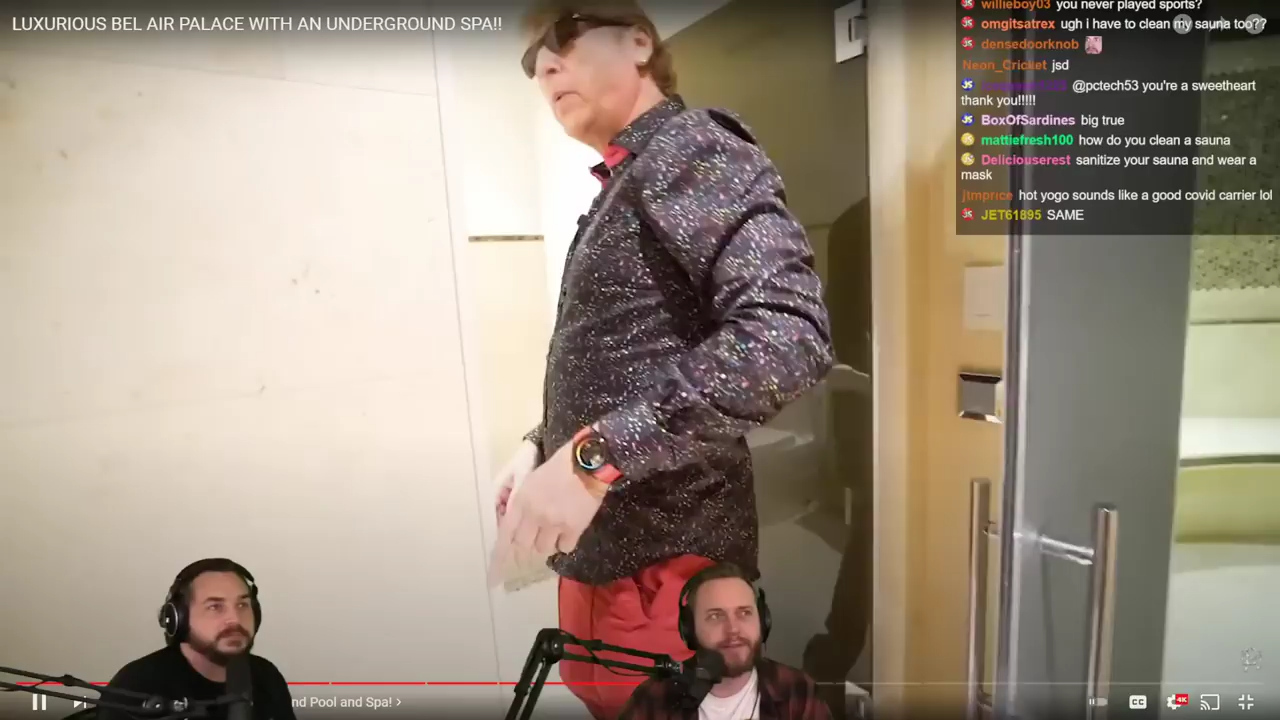 LUXURIOUS BEL AIR PALACE WITH AN UNDERGROUND SPA!!
willieboy03 you never played sports?
omgitsatrex ugh i have to clean my sauna too??
densedoorknob
Neon_Cricket jsd
@pctech53 you're a sweetheart
thank you!!!!!
BoxOfSardines big true
mattiefresh100 how do you clean a sauna
Deliciouserest sanitize your sauna and wear a
mask
jtmprice hot yogo sounds like a good covid carrier lol
JET61895 SAME
nd Pool and Spa! >
CC
4K